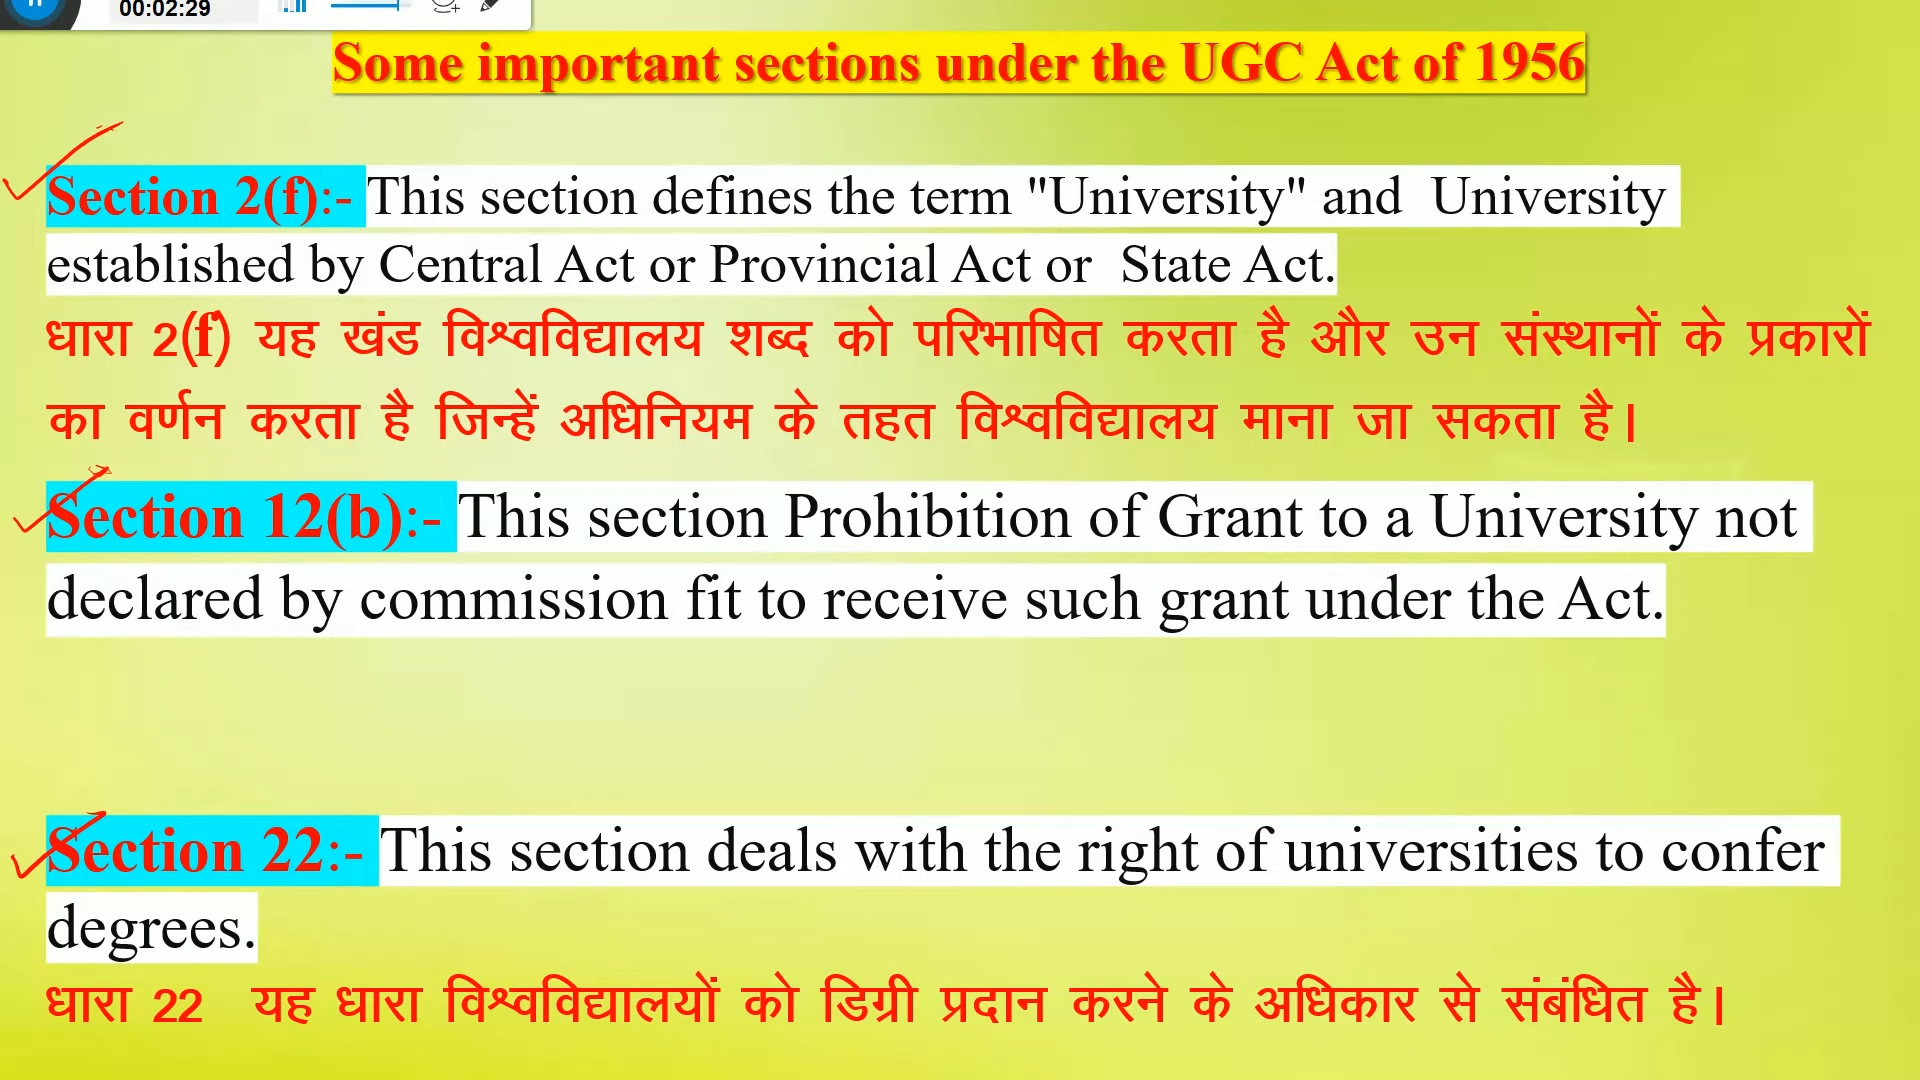 00:02:29
Some important sections under the UGC Act of 1956
Section 2(f):- This section defines the term "University" and University
established by Central Act or Provincial Act or State Act.
धारा 2(f) यह खंड विश्वविद्यालय शब्द को परिभाषित करता है और उन संस्थानों के प्रकारों
का वर्णन करता है जिन्हें अधिनियम के तहत विश्वविद्यालय माना जा सकता है।
Section 12(b):- This section Prohibition of Grant to a University not
declared by commission fit to receive such grant under the Act.
Section 22:- This section deals with the right of universities to confer
degrees.
धारा 22 यह धारा विश्वविद्यालयों को डिग्री प्रदान करने के अधिकार से संबंधित है।